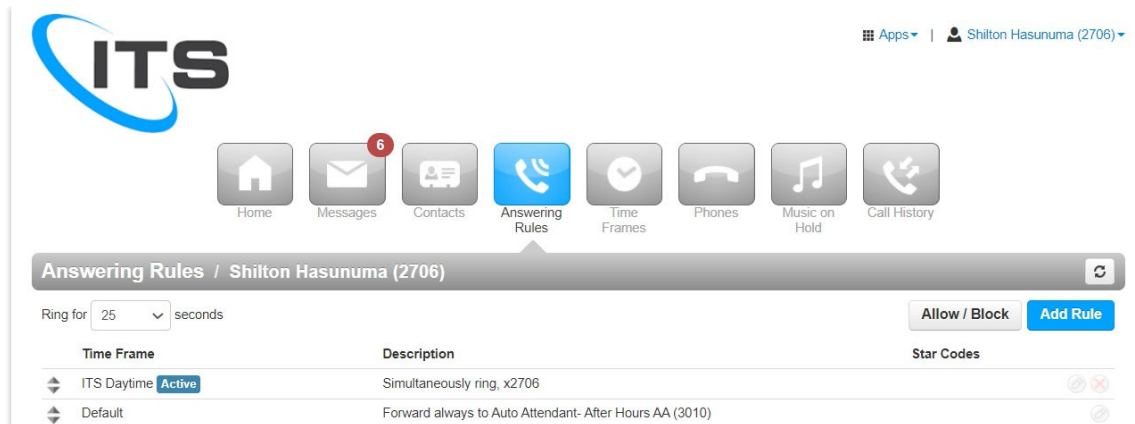 ITS
Apps | Shilton Hasunuma (2706)
6
Home Messages Contacts Answering Rules Time Frames Phones Music on Hold Call History
Answering Rules / Shilton Hasunuma (2706)
Ring for 25 seconds Allow / Block Add Rule
Time Frame Description Star Codes
ITS Daytime Active Simultaneously ring, x2706
Default Forward always to Auto Attendant- After Hours AA (3010)